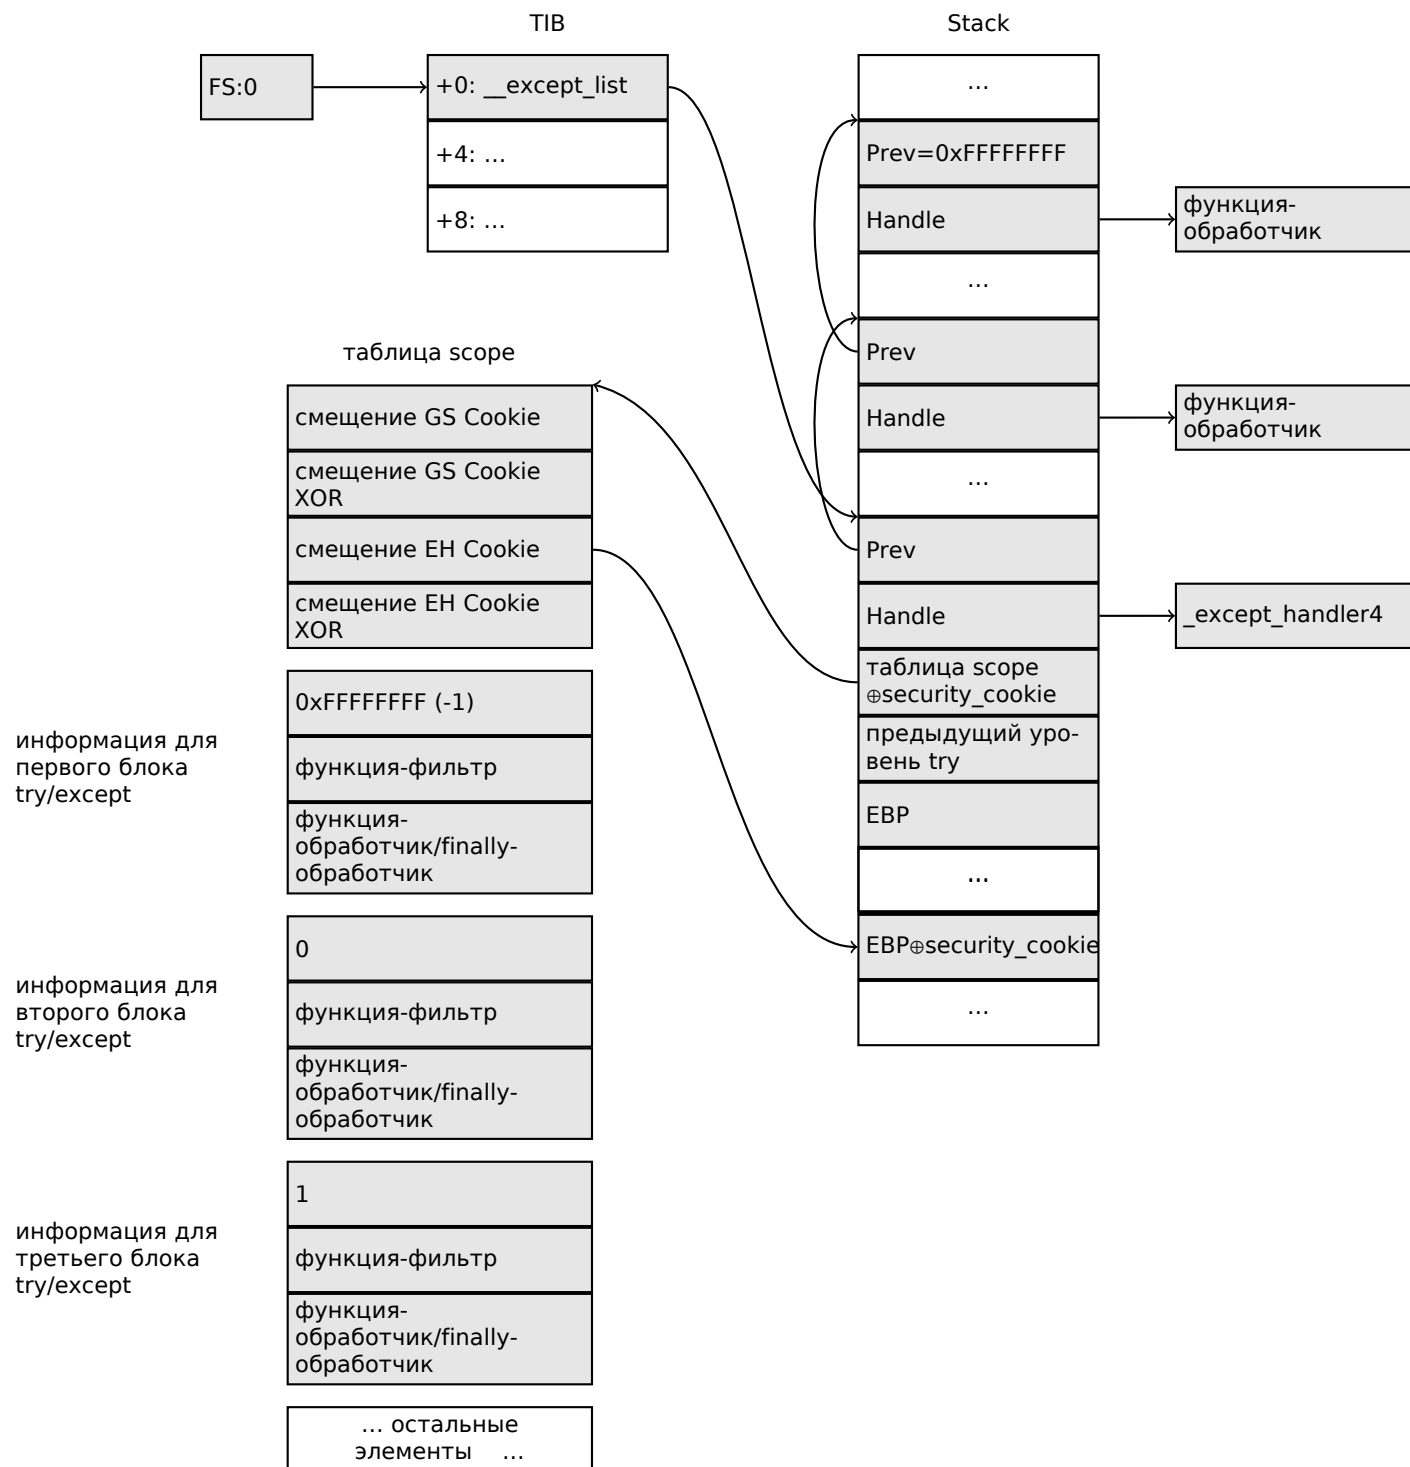 TIB
FS:0
+0: __except_list
+4: …
+8: …
Stack
…
Prev=0xFFFFFFFF
Handle
функция-
обработчик
…
Prev
Handle
функция-
обработчик
…
Prev
Handle
_except_handler4
таблица scope
⊕security_cookie
предыдущий уро-
вень try
EBP
…
EBP⊕security_cookie
…
таблица scope
смещение GS Cookie
смещение GS Cookie
XOR
смещение EH Cookie
смещение EH Cookie
XOR
информация для
первого блока
try/except
0xFFFFFFFF (-1)
функция-фильтр
функция-
обработчик/finally-
обработчик
информация для
второго блока
try/except
0
функция-фильтр
функция-
обработчик/finally-
обработчик
информация для
третьего блока
try/except
1
функция-фильтр
функция-
обработчик/finally-
обработчик
… остальные
элементы …